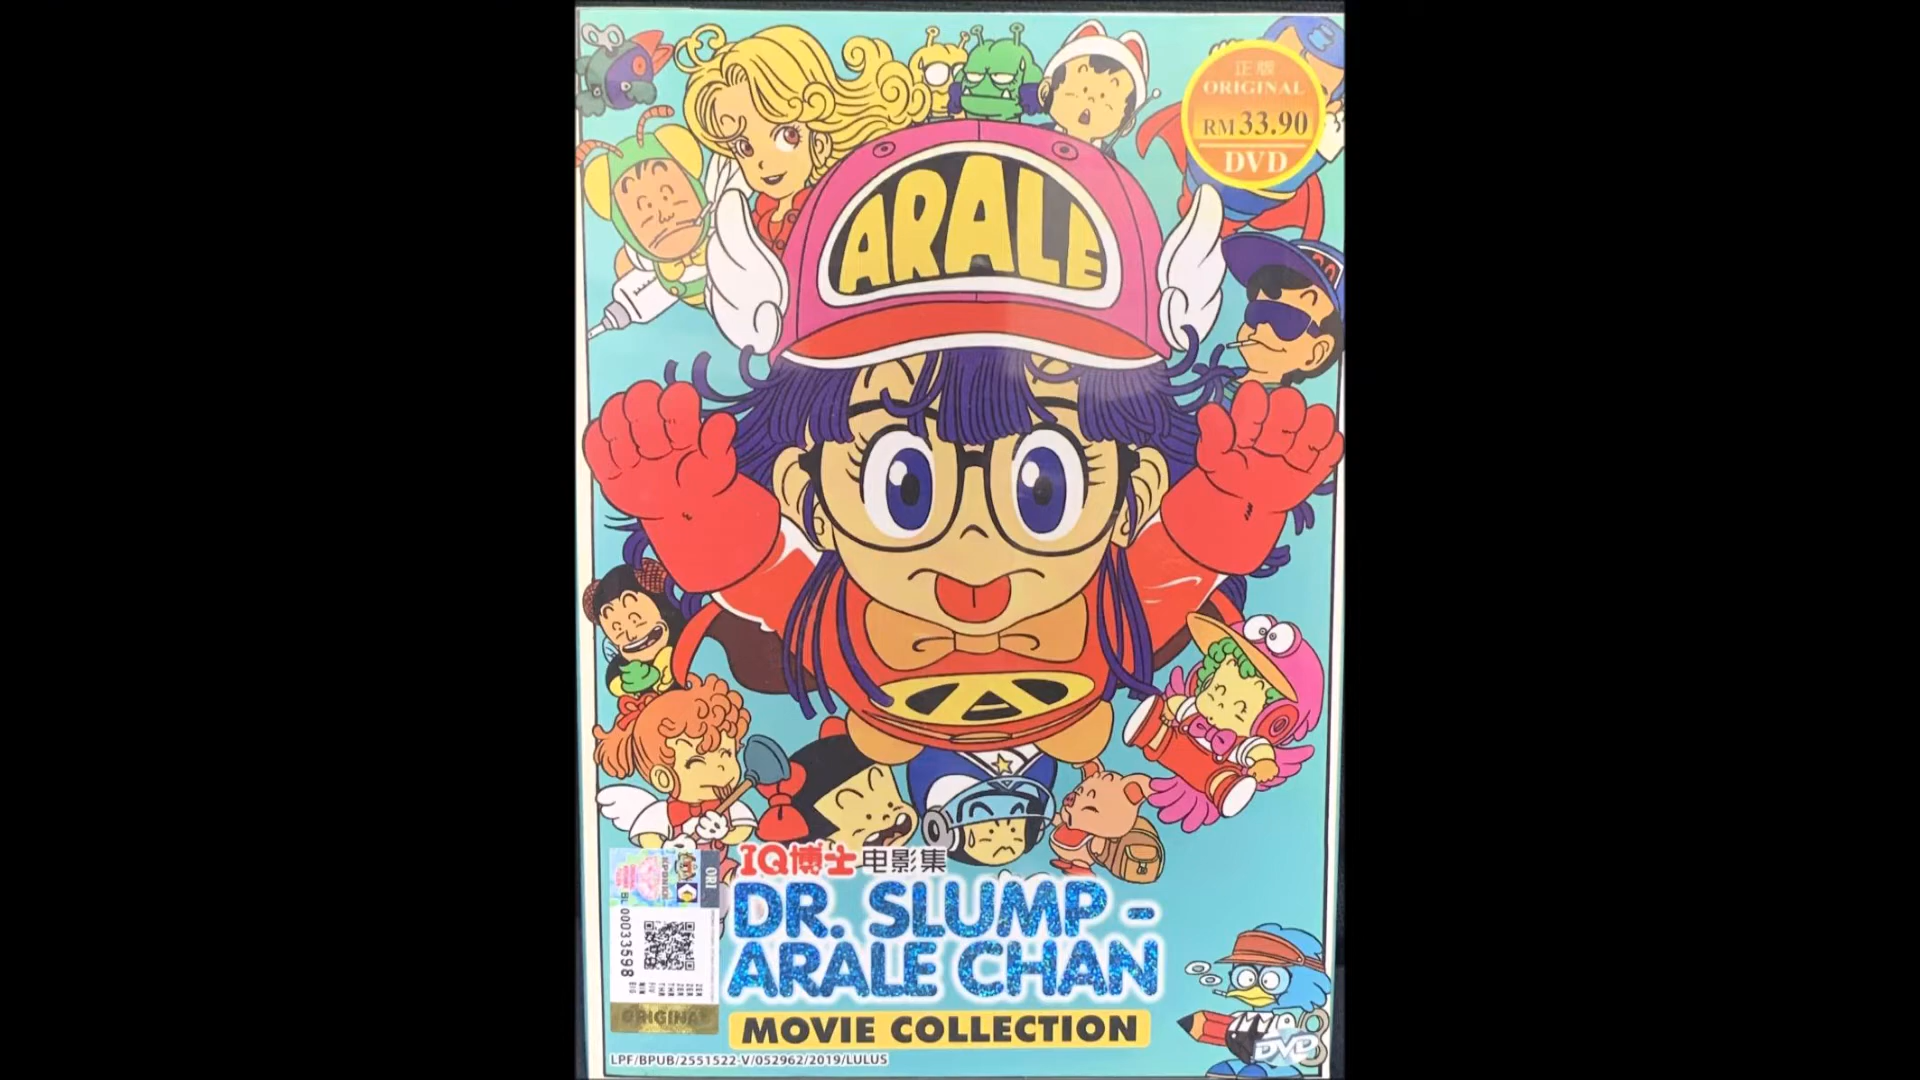 正版
ORIGINAL
RM 33.90
DVD
ARALE
A
ORI
BL 00033598
ORIGINAL
IQ博士 电影集
DR. SLUMP -
ARALE CHAN
MOVIE COLLECTION
LPF/BPUB/2551522-V/052962/2019/LULUS
DVD